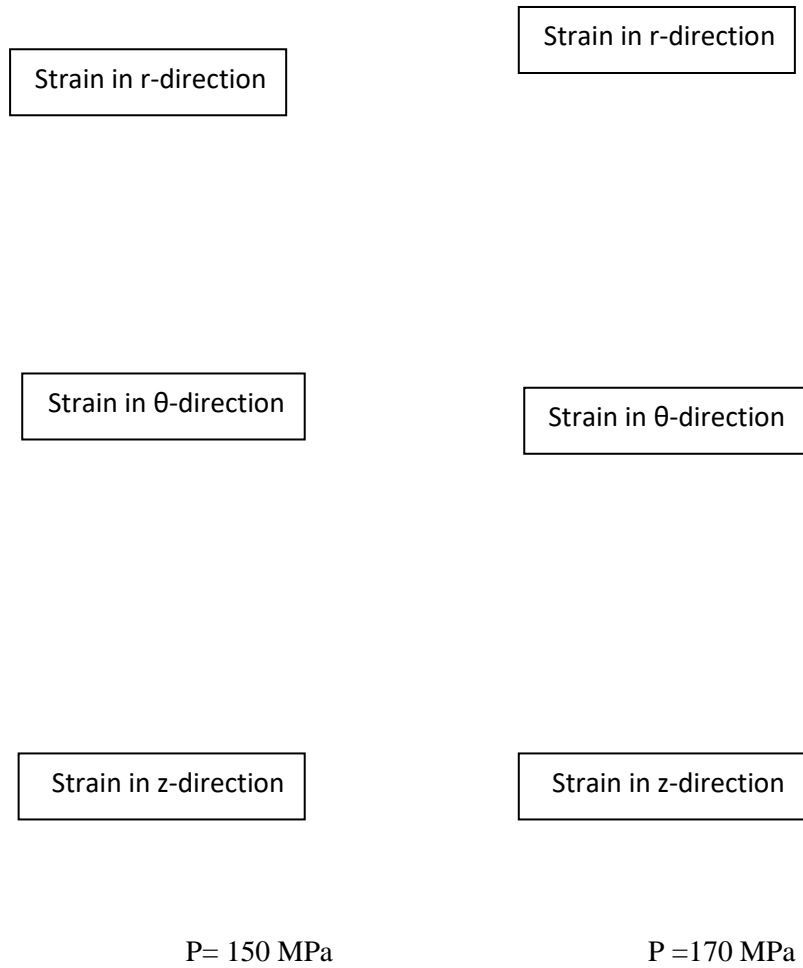 Strain in r-direction
Strain in r-direction
Strain in θ-direction
Strain in θ-direction
Strain in z-direction
Strain in z-direction
P= 150 MPa
P =170 MPa